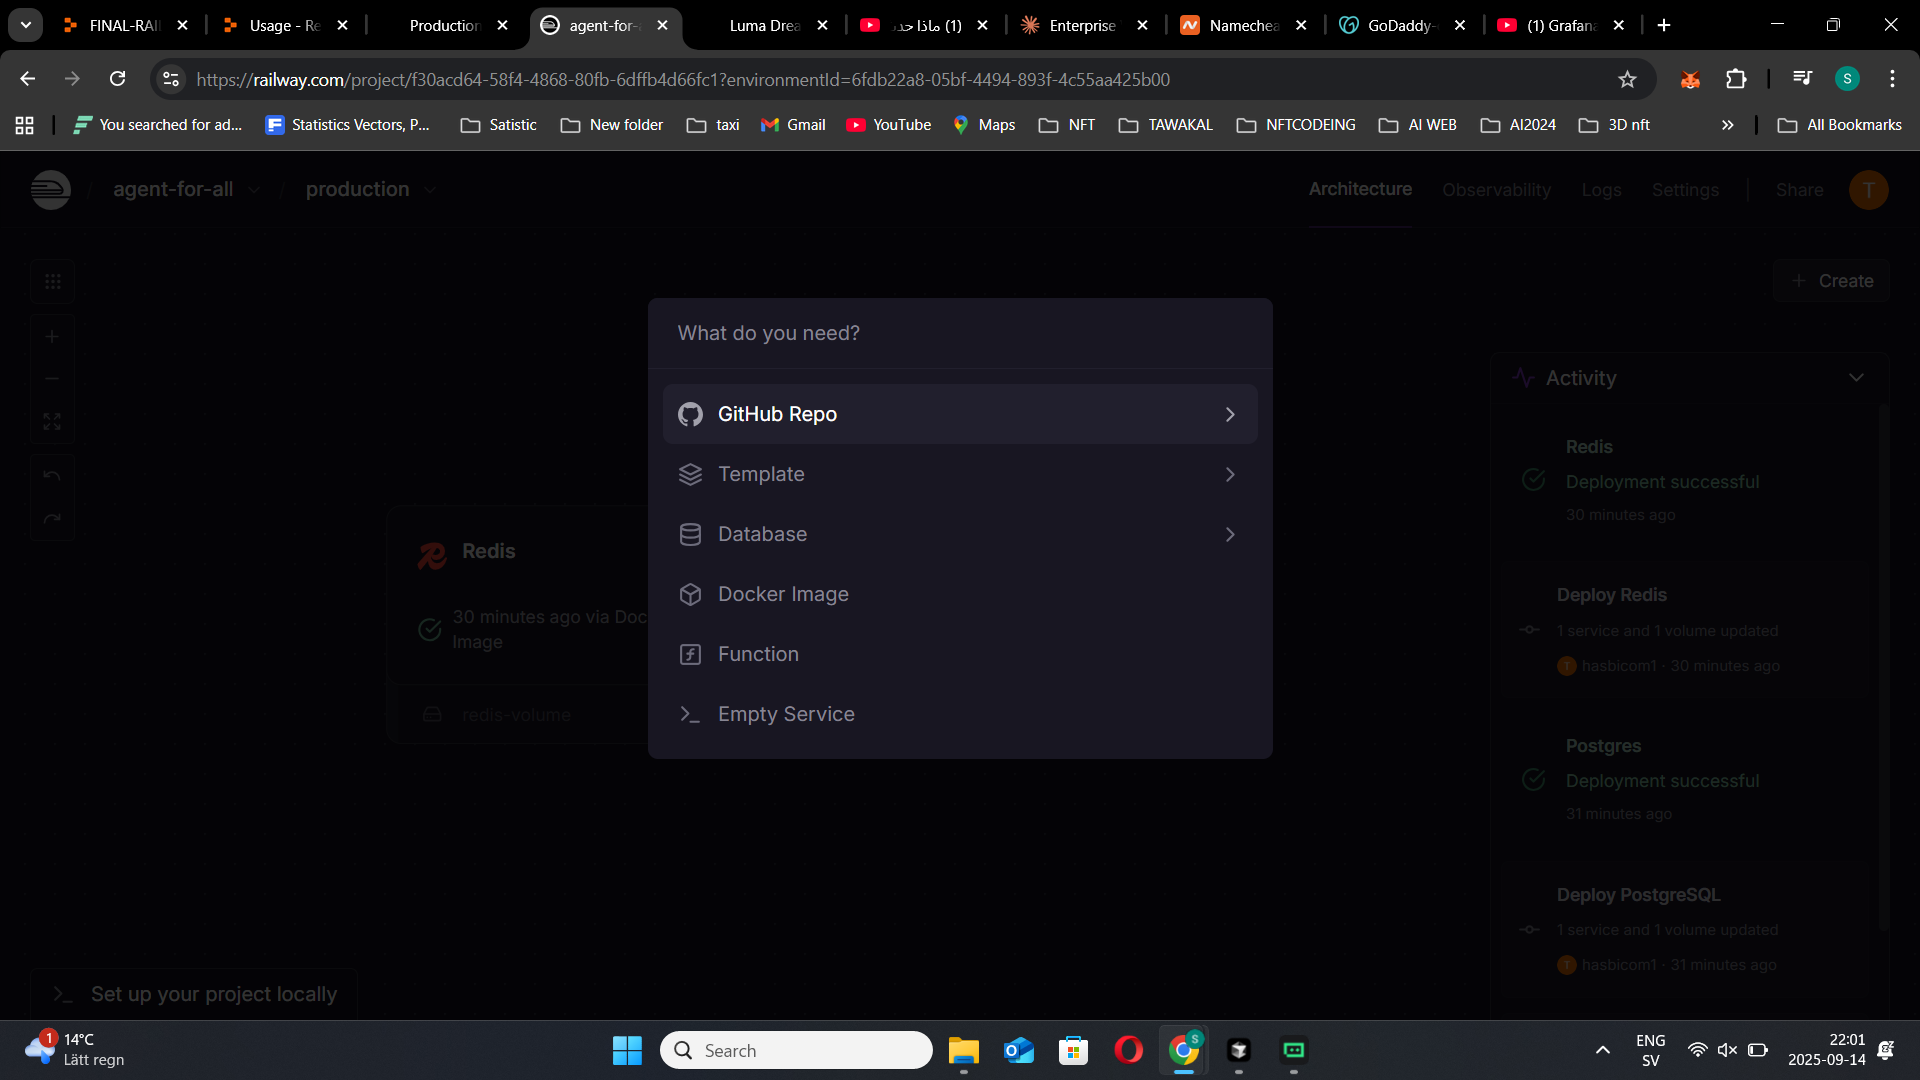 FINAL-RAIL
Usage - Re
Production
agent-for-a
Luma Drea
(1) ماذا حدد
Enterprise
Namechea
GoDaddy-
(1) Grafana
https://railway.com/project/f30acd64-58f4-4868-80fb-6dffb4d66fc1?environmentId=6fdb22a8-05bf-4494-893f-4c55aa425b00
S
You searched for ad...
Statistics Vectors, P...
Satistic
New folder
taxi
Gmail
YouTube
Maps
NFT
TAWAKAL
NFTCODEING
AI WEB
AI2024
3D nft
All Bookmarks
agent-for-all
production
Architecture
Observability
Logs
Settings
Share
T
Create
What do you need?
GitHub Repo
Template
Database
Docker Image
Function
Empty Service
Redis
30 minutes ago via Doc
Image
redis-volume
Activity
Redis
Deployment successful
30 minutes ago
Deploy Redis
1 service and 1 volume updated
hasbicom1 · 30 minutes ago
Postgres
Deployment successful
31 minutes ago
Deploy PostgreSQL
1 service and 1 volume updated
hasbicom1 · 31 minutes ago
Set up your project locally
1
14°C
Lätt regn
Search
S
ENG
SV
22:01
2025-09-14